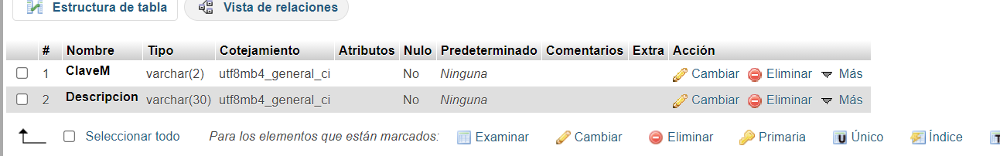 Estructura de tabla Vista de relaciones
# Nombre Tipo Cotejamiento Atributos Nulo Predeterminado Comentarios Extra Acción
1 ClaveM varchar(2) utf8mb4_general_ci No Ninguna Cambiar Eliminar Más
2 Descripcion varchar(30) utf8mb4_general_ci No Ninguna Cambiar Eliminar Más
Seleccionar todo Para los elementos que están marcados: Examinar Cambiar Eliminar Primaria U Único Índice T